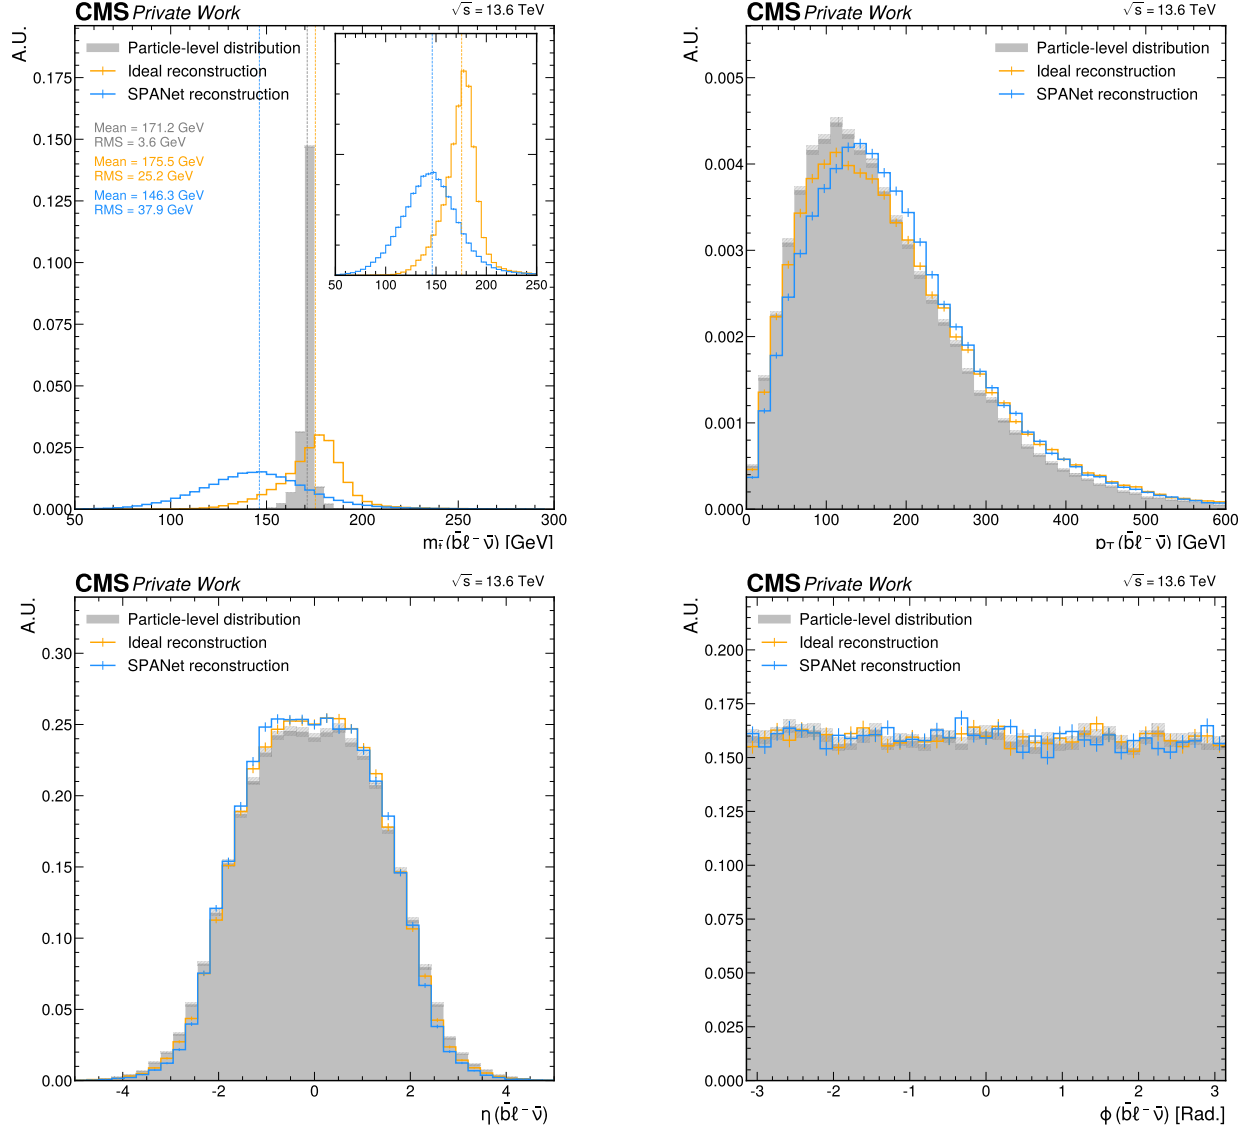 CMS Private Work √s = 13.6 TeV
A.U.
Particle-level distribution
Ideal reconstruction
SPANet reconstruction
Mean = 171.2 GeV
RMS = 3.6 GeV
Mean = 175.5 GeV
RMS = 25.2 GeV
Mean = 146.3 GeV
RMS = 37.9 GeV
0.175
0.150
0.125
0.100
0.075
0.050
0.025
0.000
50 100 150 200 250
50 100 150 200 250 300
m_t̄ (b̄ℓ⁻ ν̄) [GeV]
CMS Private Work √s = 13.6 TeV
A.U.
Particle-level distribution
Ideal reconstruction
SPANet reconstruction
0.005
0.004
0.003
0.002
0.001
0.000
0 100 200 300 400 500 600
p_T (b̄ℓ⁻ ν̄) [GeV]
CMS Private Work √s = 13.6 TeV
A.U.
Particle-level distribution
Ideal reconstruction
SPANet reconstruction
0.30
0.25
0.20
0.15
0.10
0.05
0.00
-4 -2 0 2 4
η (b̄ℓ⁻ ν̄)
CMS Private Work √s = 13.6 TeV
A.U.
Particle-level distribution
Ideal reconstruction
SPANet reconstruction
0.200
0.175
0.150
0.125
0.100
0.075
0.050
0.025
0.000
-3 -2 -1 0 1 2 3
ϕ (b̄ℓ⁻ ν̄) [Rad.]